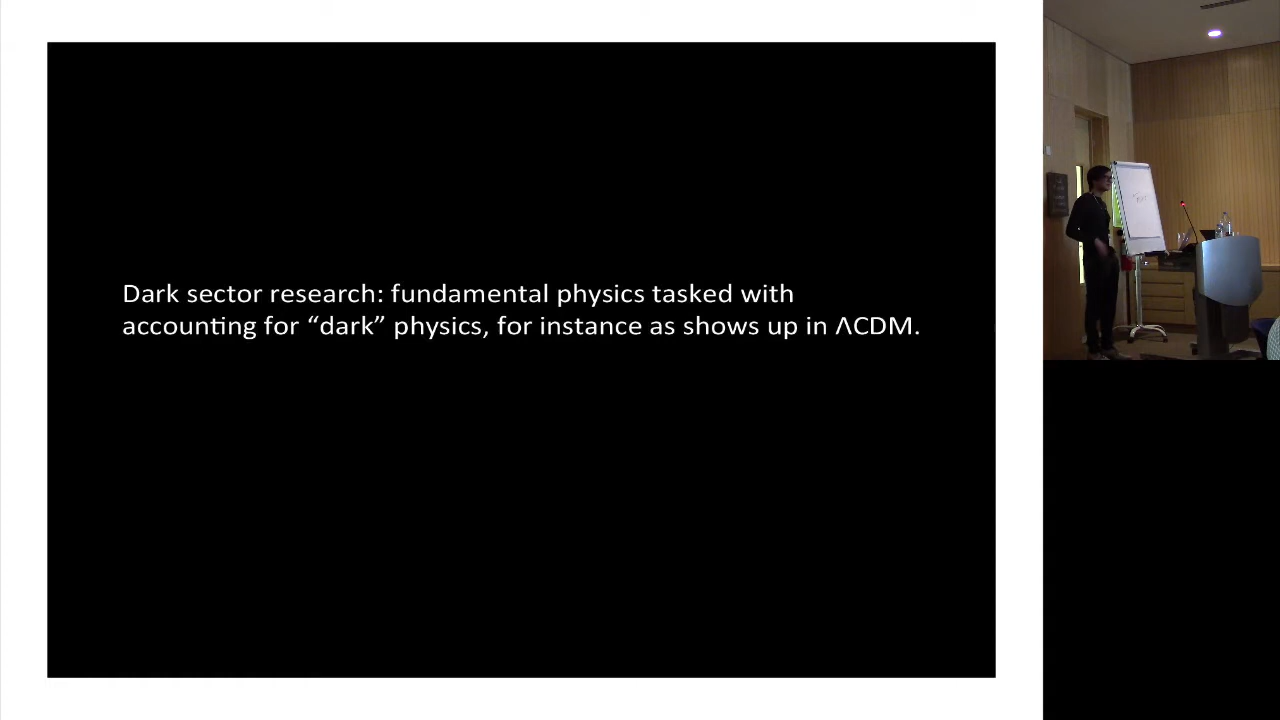 Dark sector research: fundamental physics tasked with
accounting for “dark” physics, for instance as shows up in ΛCDM.